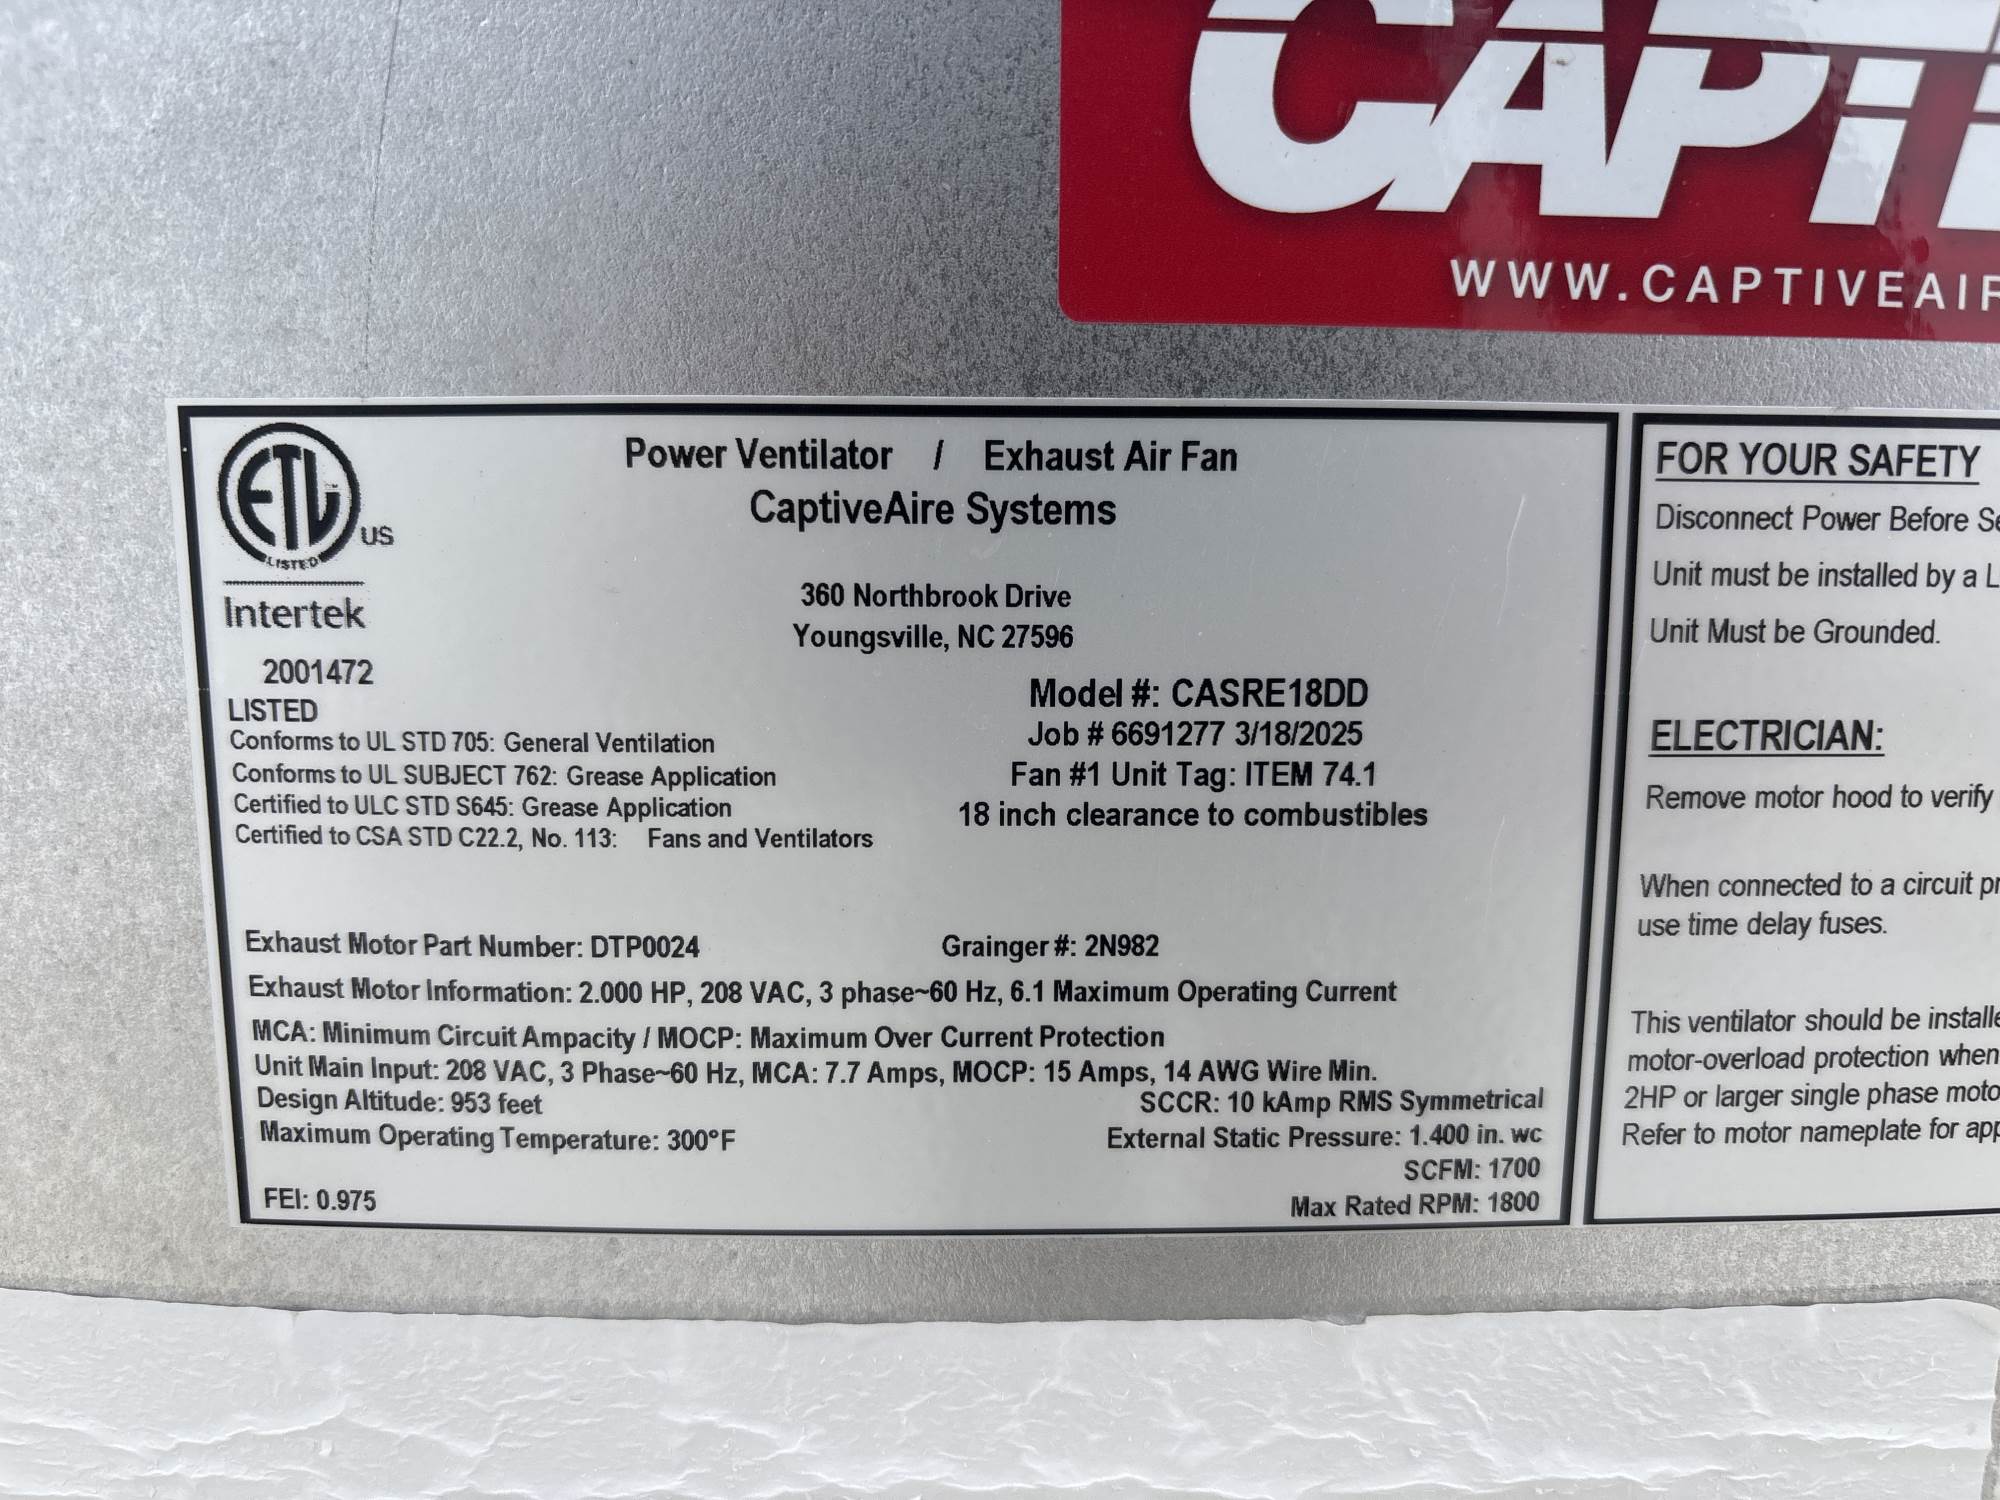 CAPTi
WWW.CAPTIVEAIR
ETL
LISTED
US
Intertek
2001472
LISTED
Conforms to UL STD 705: General Ventilation
Conforms to UL SUBJECT 762: Grease Application
Certified to ULC STD S645: Grease Application
Certified to CSA STD C22.2, No. 113: Fans and Ventilators
Power Ventilator / Exhaust Air Fan
CaptiveAire Systems
360 Northbrook Drive
Youngsville, NC 27596
Model #: CASRE18DD
Job # 6691277 3/18/2025
Fan #1 Unit Tag: ITEM 74.1
18 inch clearance to combustibles
Exhaust Motor Part Number: DTP0024 Grainger #: 2N982
Exhaust Motor Information: 2.000 HP, 208 VAC, 3 phase~60 Hz, 6.1 Maximum Operating Current
MCA: Minimum Circuit Ampacity / MOCP: Maximum Over Current Protection
Unit Main Input: 208 VAC, 3 Phase~60 Hz, MCA: 7.7 Amps, MOCP: 15 Amps, 14 AWG Wire Min.
Design Altitude: 953 feet SCCR: 10 kAmp RMS Symmetrical
Maximum Operating Temperature: 300°F External Static Pressure: 1.400 in. wc
SCFM: 1700
FEI: 0.975 Max Rated RPM: 1800
FOR YOUR SAFETY
Disconnect Power Before Se
Unit must be installed by a L
Unit Must be Grounded.
ELECTRICIAN:
Remove motor hood to verify
When connected to a circuit pr
use time delay fuses.
This ventilator should be installe
motor-overload protection when
2HP or larger single phase moto
Refer to motor nameplate for app